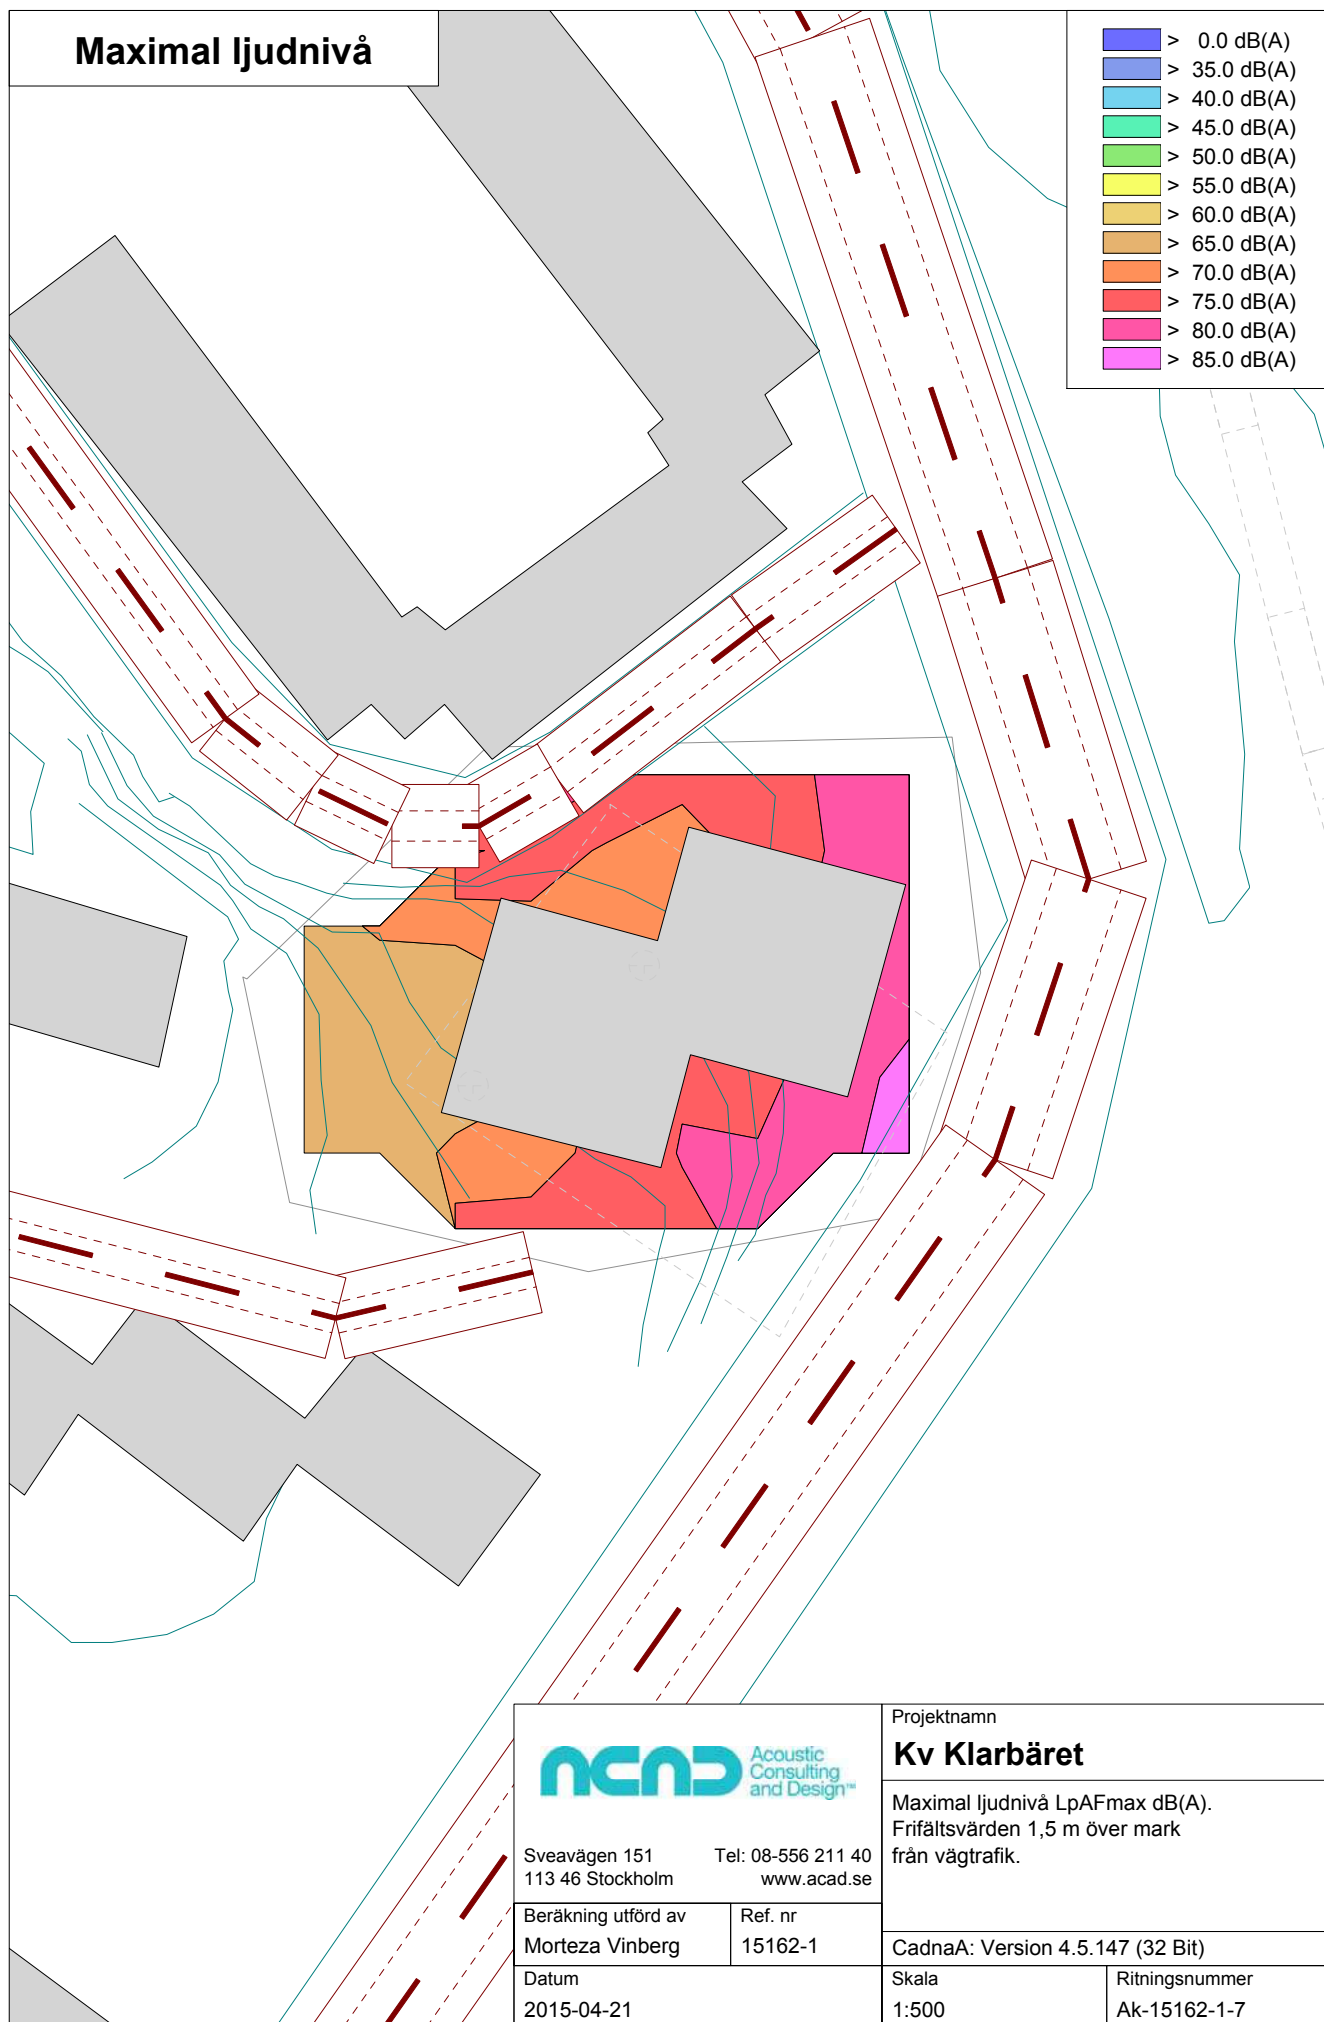 Maximal ljudnivå
> 0.0 dB(A)
> 35.0 dB(A)
> 40.0 dB(A)
> 45.0 dB(A)
> 50.0 dB(A)
> 55.0 dB(A)
> 60.0 dB(A)
> 65.0 dB(A)
> 70.0 dB(A)
> 75.0 dB(A)
> 80.0 dB(A)
> 85.0 dB(A)
ACAD
Acoustic
Consulting
and Design™
Sveavägen 151
113 46 Stockholm
Tel: 08-556 211 40
www.acad.se
Projektnamn
Kv Klarbäret
Maximal ljudnivå LpAFmax dB(A).
Frifältsvärden 1,5 m över mark
från vägtrafik.
Beräkning utförd av
Morteza Vinberg
Ref. nr
15162-1
CadnaA: Version 4.5.147 (32 Bit)
Datum
2015-04-21
Skala
1:500
Ritningsnummer
Ak-15162-1-7